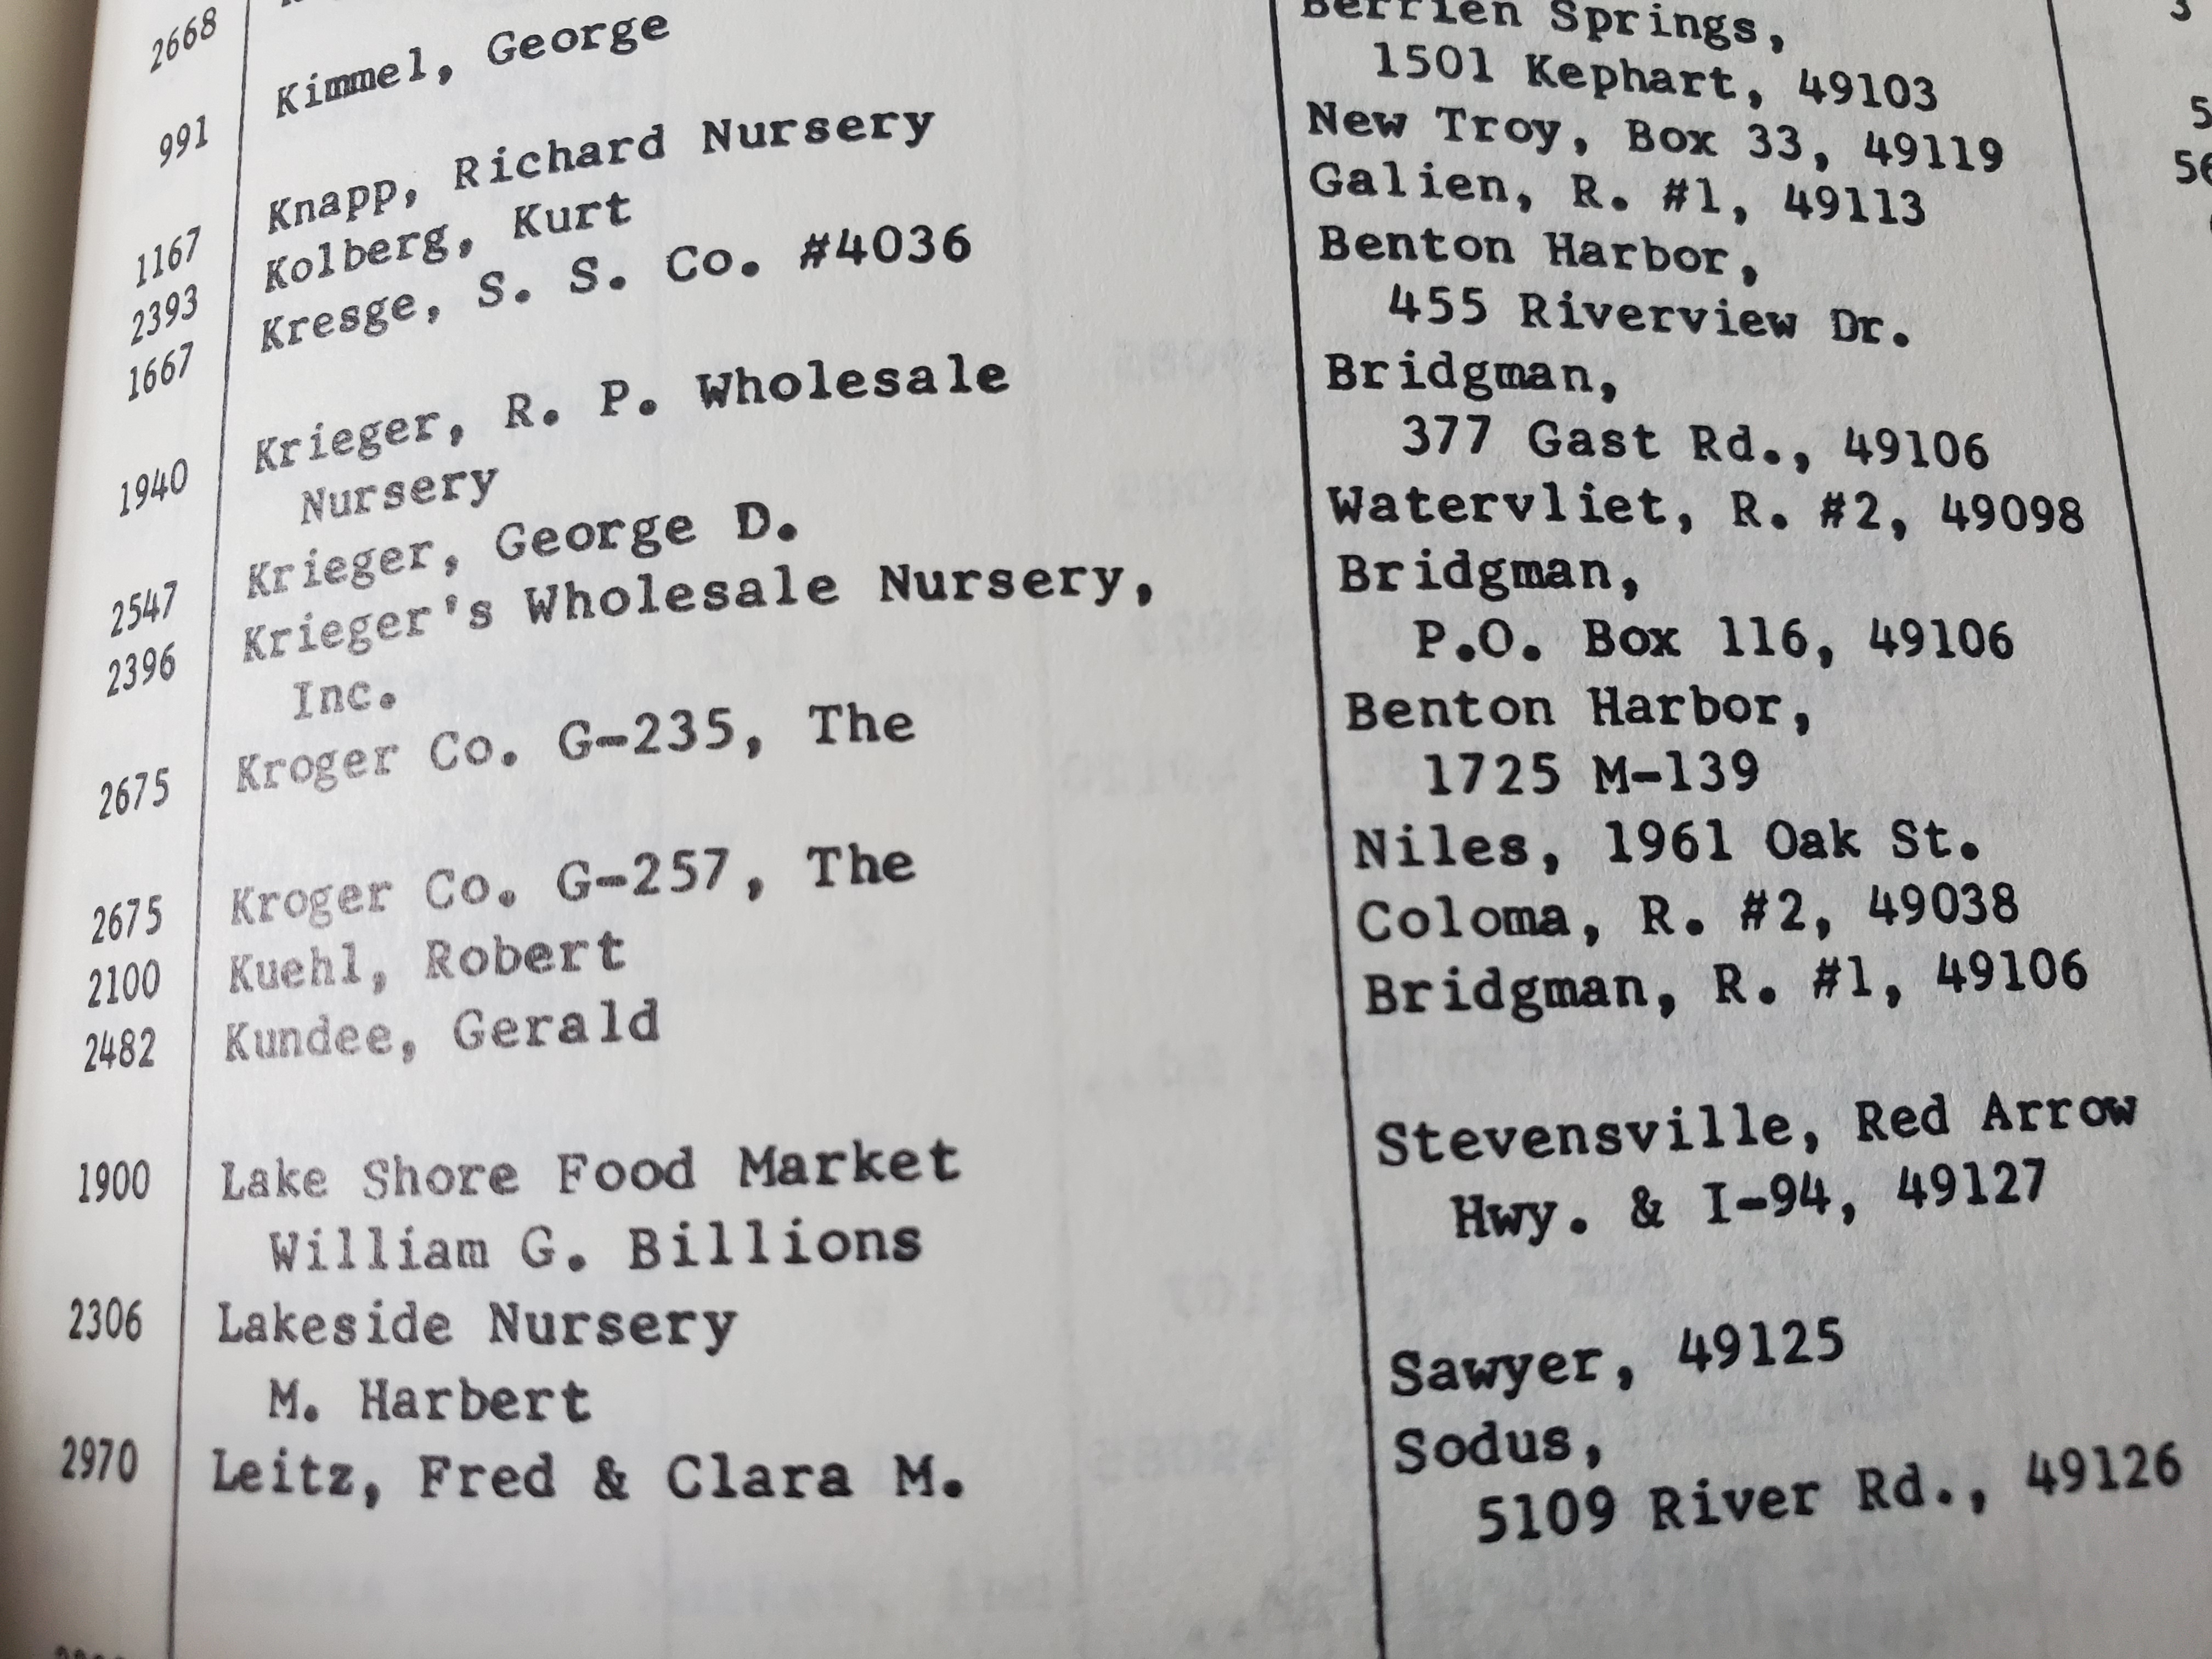 2668
991 Kimmel, George Berrien Springs,
1501 Kephart, 49103
1167 Knapp, Richard Nursery New Troy, Box 33, 49119
2393 Kolberg, Kurt Galien, R. #1, 49113
1667 Kresge, S. S. Co. #4036 Benton Harbor,
455 Riverview Dr.
1940 Krieger, R. P. Wholesale Bridgman,
Nursery 377 Gast Rd., 49106
2547 Krieger, George D. Watervliet, R. #2, 49098
2396 Krieger's Wholesale Nursery, Bridgman,
Inc. P.O. Box 116, 49106
2675 Kroger Co. G-235, The Benton Harbor,
1725 M-139
2675 Kroger Co. G-257, The Niles, 1961 Oak St.
2100 Kuehl, Robert Coloma, R. #2, 49038
2482 Kundee, Gerald Bridgman, R. #1, 49106
1900 Lake Shore Food Market Stevensville, Red Arrow
William G. Billions Hwy. & I-94, 49127
2306 Lakeside Nursery
M. Harbert Sawyer, 49125
2970 Leitz, Fred & Clara M. Sodus,
5109 River Rd., 49126